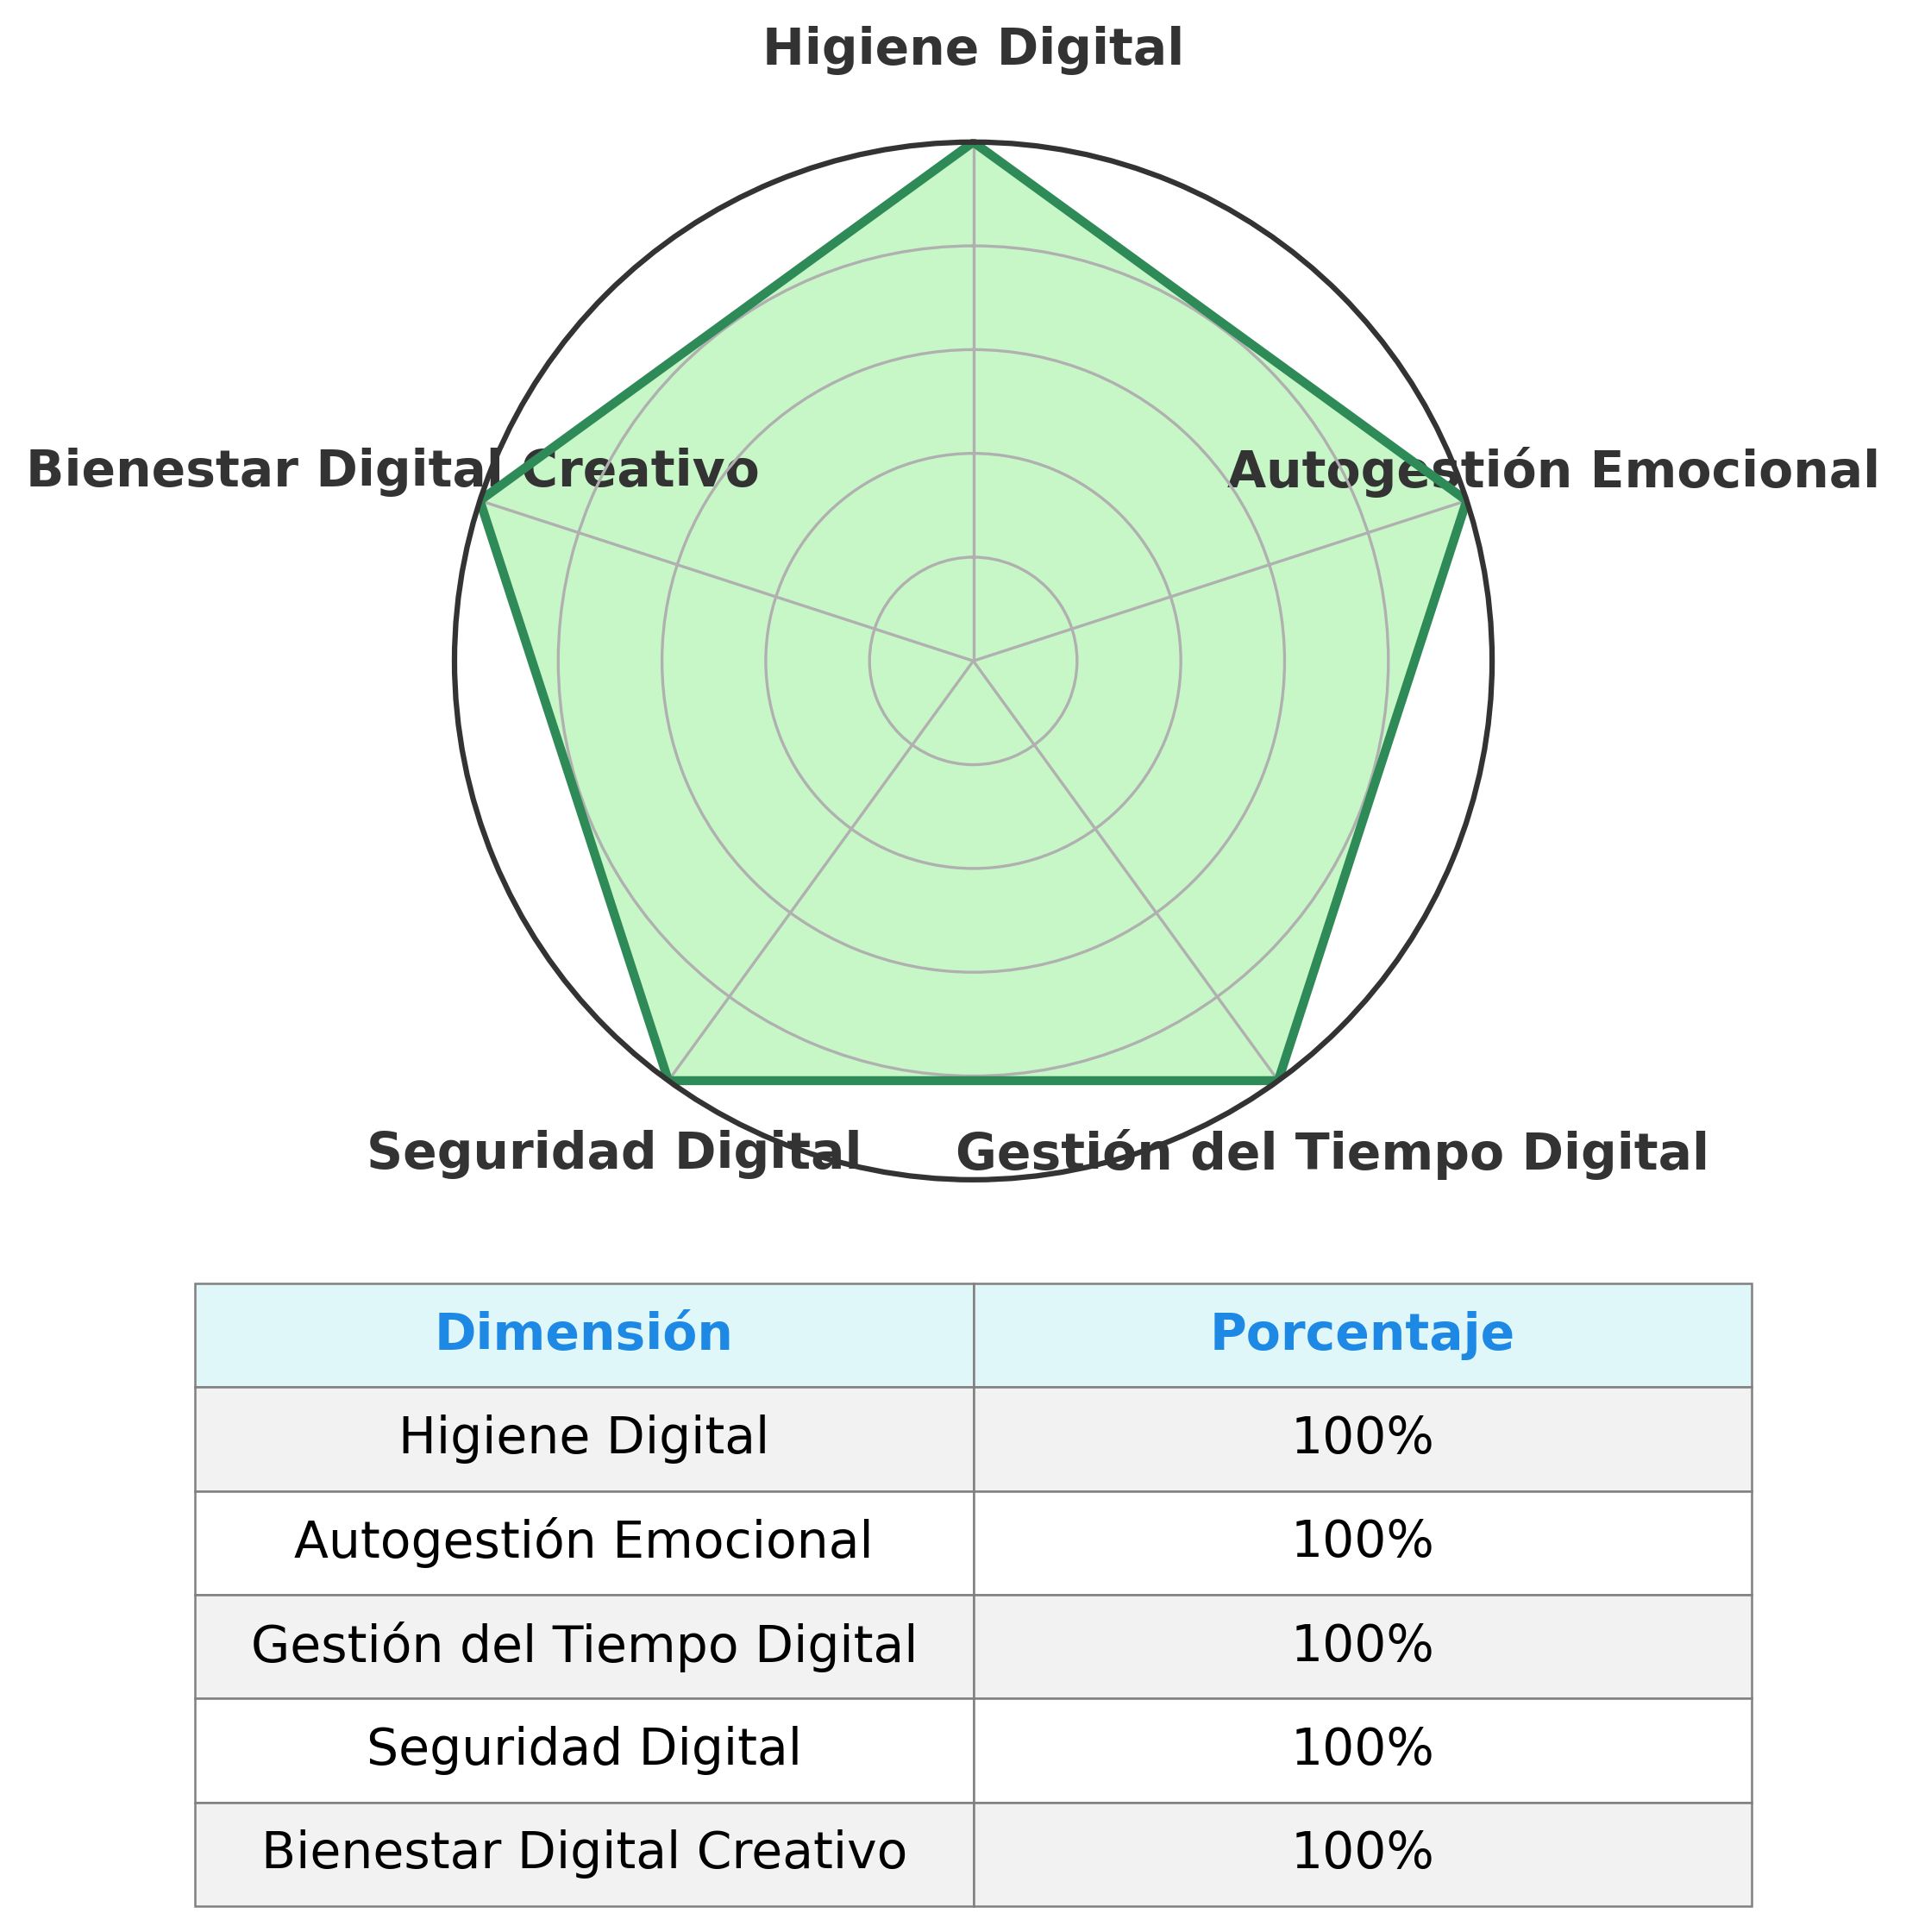 Higiene Digital
Bienestar Digital Creativo
Autogestión Emocional
Seguridad Digital
Gestión del Tiempo Digital
Dimensión Porcentaje
Higiene Digital 100%
Autogestión Emocional 100%
Gestión del Tiempo Digital 100%
Seguridad Digital 100%
Bienestar Digital Creativo 100%